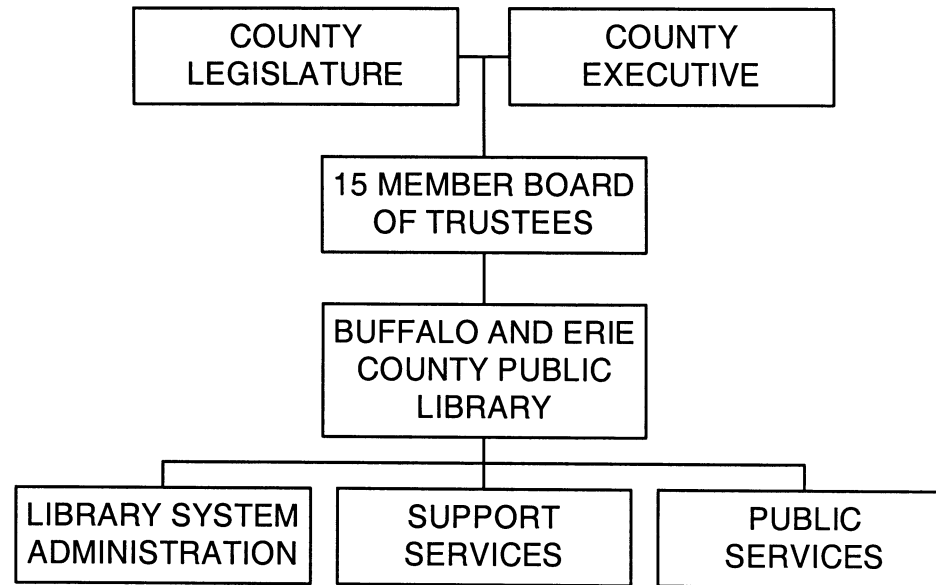 COUNTY
LEGISLATURE
COUNTY
EXECUTIVE
15 MEMBER BOARD
OF TRUSTEES
BUFFALO AND ERIE
COUNTY PUBLIC
LIBRARY
LIBRARY SYSTEM
ADMINISTRATION
SUPPORT
SERVICES
PUBLIC
SERVICES